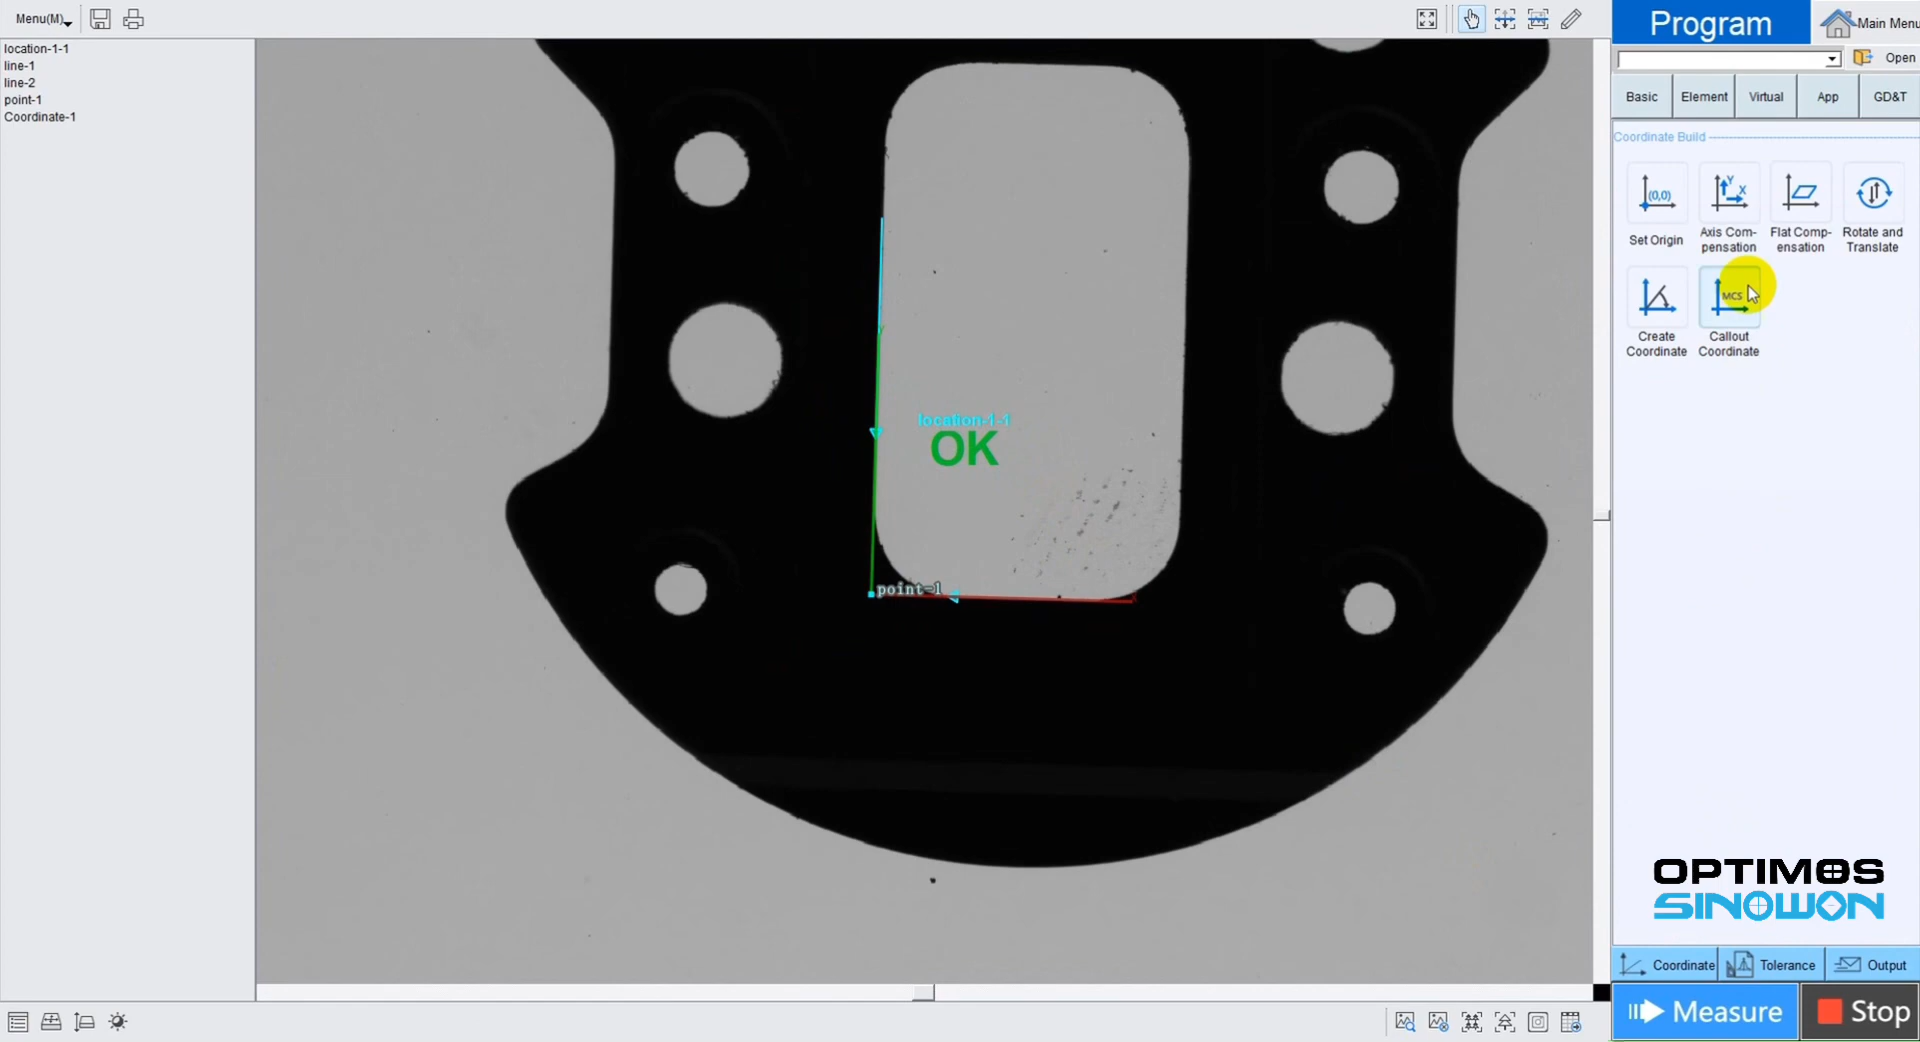 Menu(M)
Program
Main Menu
location-1-1
line-1
line-2
point-1
Coordinate-1
Open
Basic
Element
Virtual
App
GD&T
Coordinate Build
(0,0)
Y
X
Set Origin
Axis Com-
pensation
Flat Comp-
ensation
Rotate and
Translate
MCS
Create
Coordinate
Callout
Coordinate
location-1-1
OK
point-1
OPTIMOS
SINOWON
Coordinate
Tolerance
Output
Measure
Stop